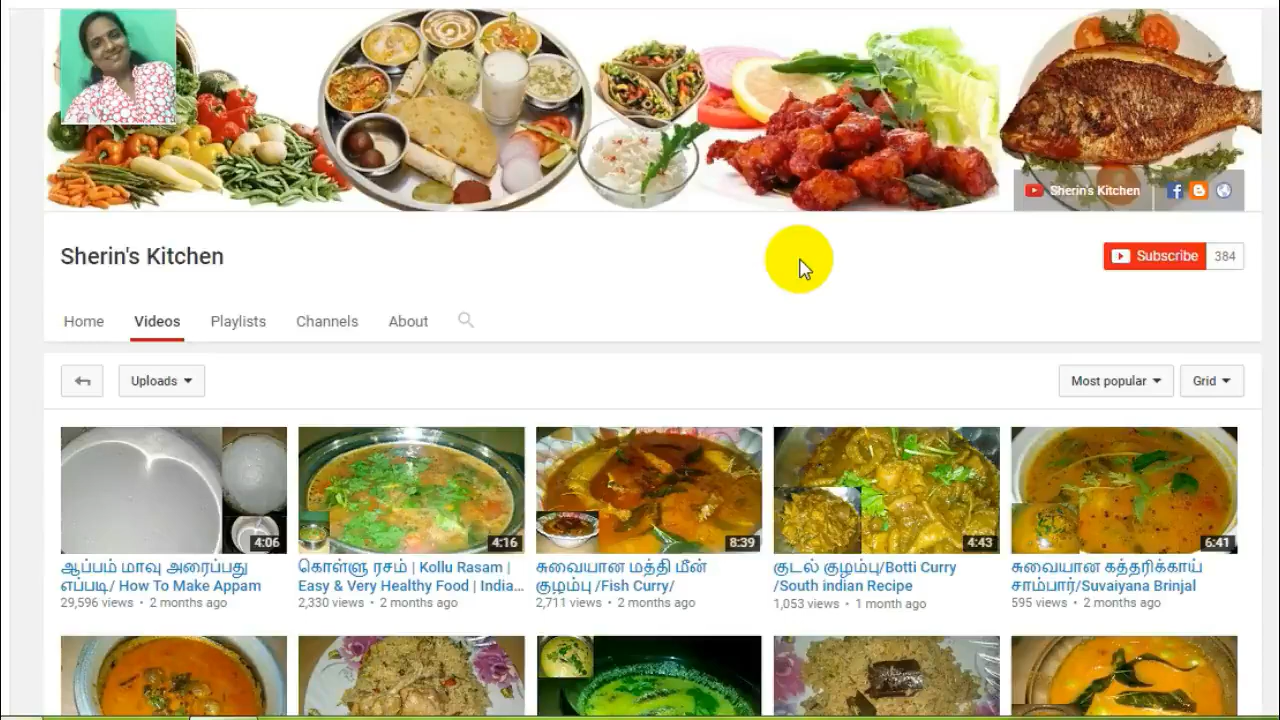 Sherin's Kitchen
Sherin's Kitchen
Subscribe 384
Home Videos Playlists Channels About
Uploads Most popular Grid
4:06 4:16 8:39 4:43 6:41
ஆப்பம் மாவு அரைப்பது
எப்படி/ How To Make Appam
29,596 views • 2 months ago
கொள்ளு ரசம் | Kollu Rasam |
Easy & Very Healthy Food | India...
2,330 views • 2 months ago
சுவையான மத்தி மீன்
குழம்பு /Fish Curry/
2,711 views • 2 months ago
குடல் குழம்பு/Botti Curry
/South indian Recipe
1,053 views • 1 month ago
சுவையான கத்தரிக்காய்
சாம்பார்/Suvaiyana Brinjal
595 views • 2 months ago